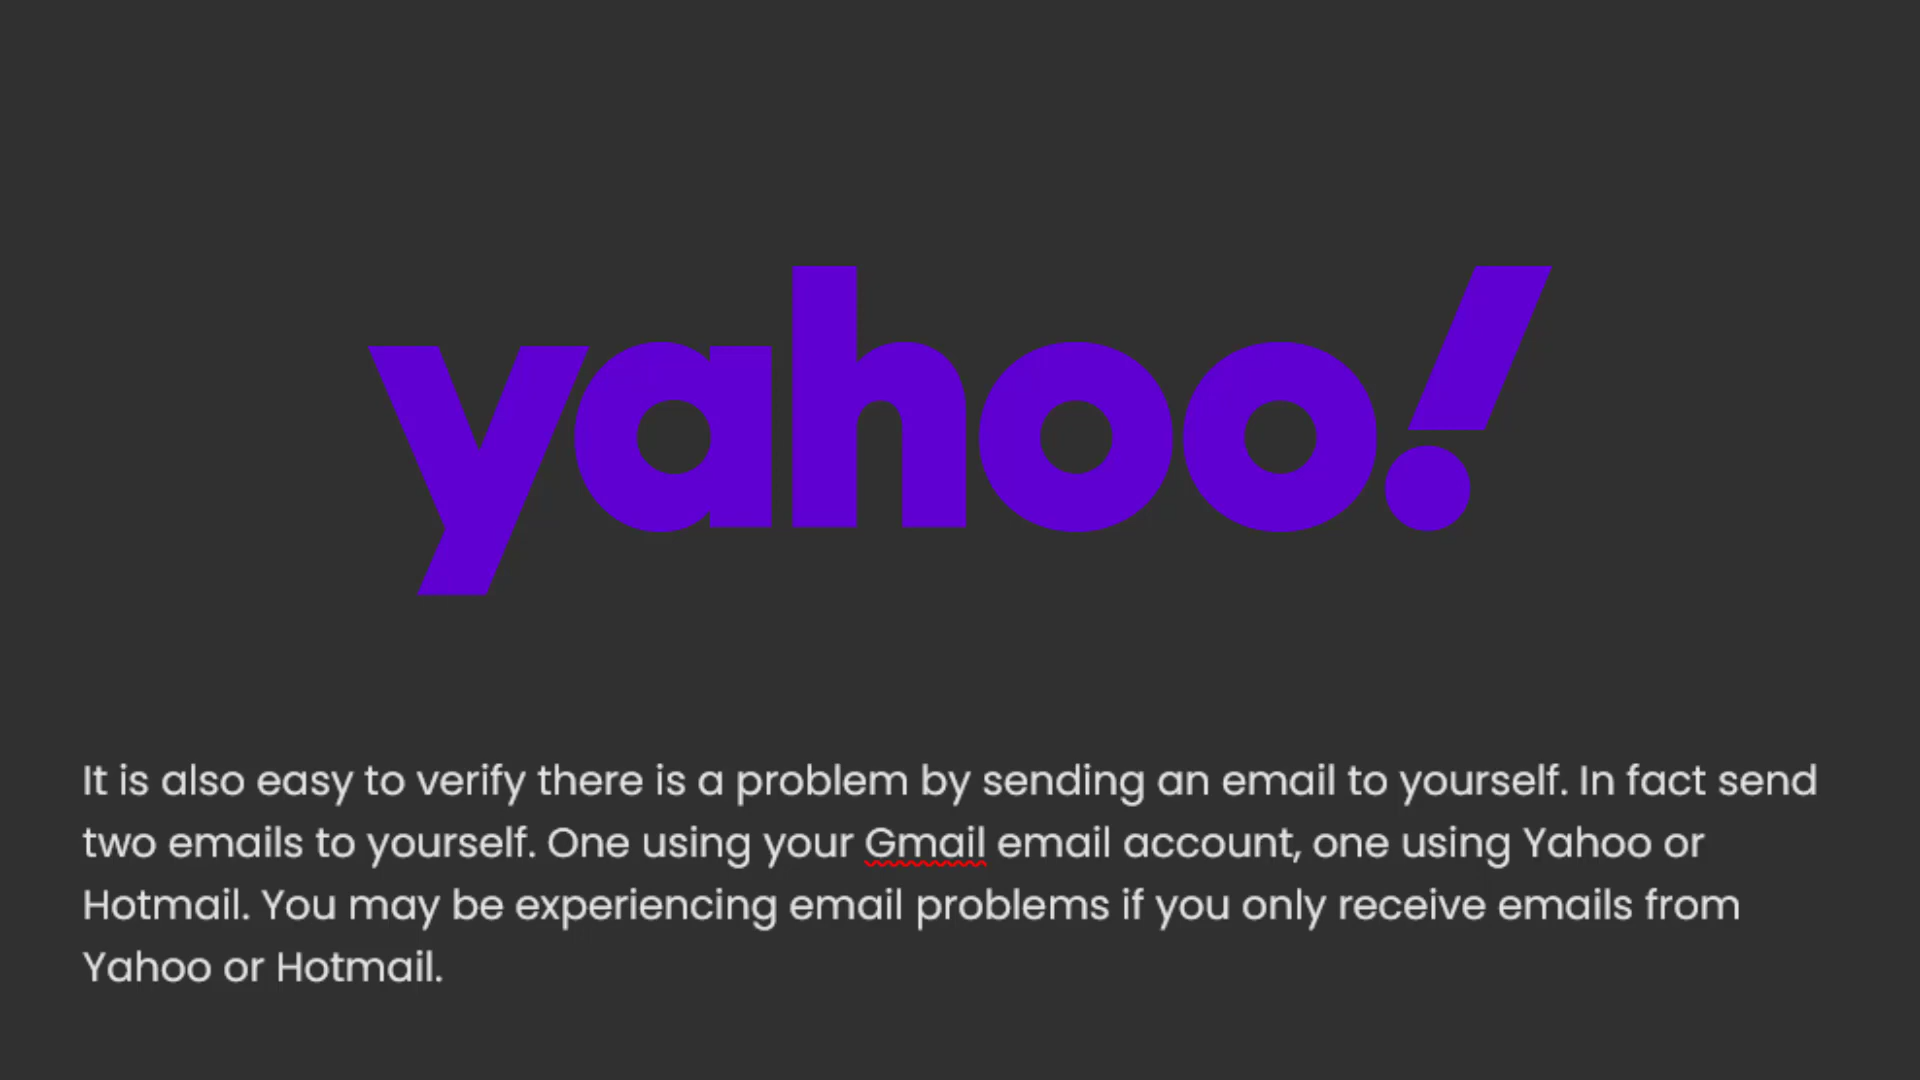 yahoo!
It is also easy to verify there is a problem by sending an email to yourself. In fact send
two emails to yourself. One using your Gmail email account, one using Yahoo or
Hotmail. You may be experiencing email problems if you only receive emails from
Yahoo or Hotmail.